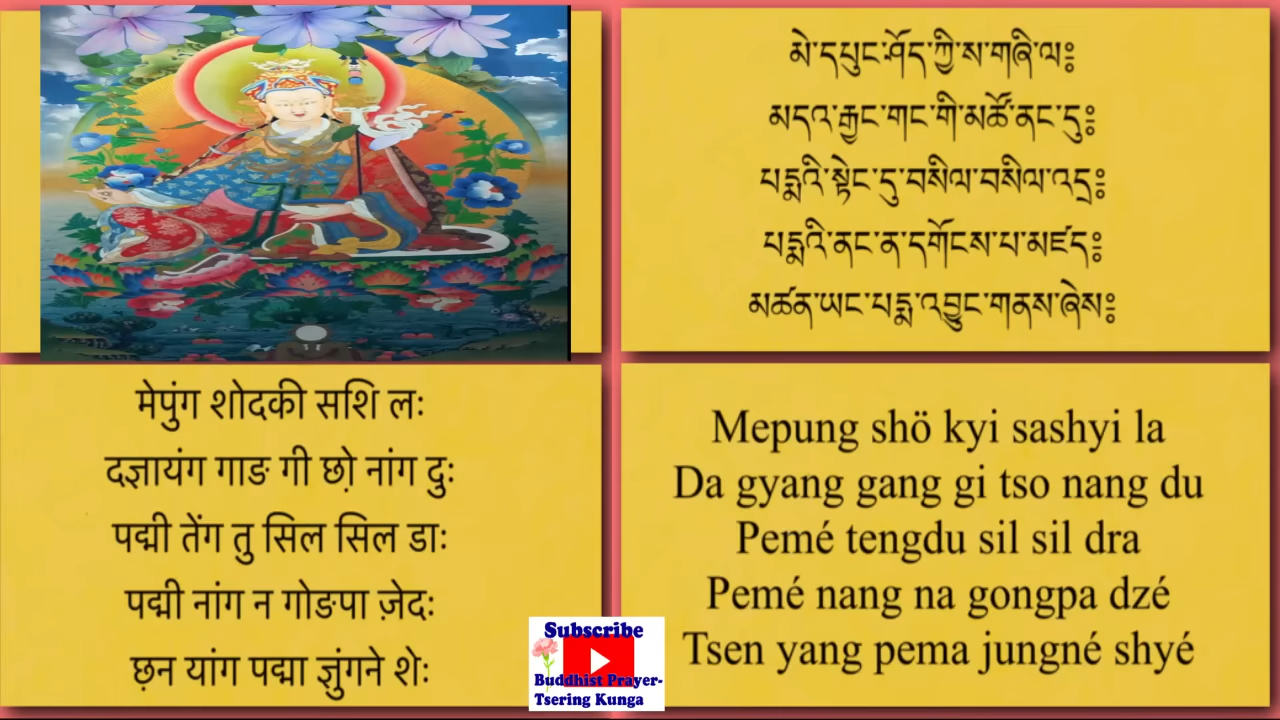 མེ་དཔུང་ཤོད་ཀྱི་ས་གཞི་ལ༔
མདའ་རྒྱང་གང་གི་མཚོ་ནང་དུ༔
པདྨའི་སྟེང་དུ་བསིལ་བསིལ་འདྲ༔
པདྨའི་ནང་ན་དགོངས་པ་མཛད༔
མཚན་ཡང་པདྨ་འབྱུང་གནས་ཞེས༔
मेपुंग शोदकी सशि लः
दज्ञायंग गाङ गी छो़ नांग दुः
पद्मी तेंग तु सिल सिल डाः
पद्मी नांग न गोङपा ज़ेदः
छ़न यांग पद्मा ज्ञुंगने शेः
Mepung shö kyi sashyi la
Da gyang gang gi tso nang du
Pemé tengdu sil sil dra
Pemé nang na gongpa dzé
Tsen yang pema jungné shyé
Subscribe
Buddhist Prayer-
Tsering Kunga